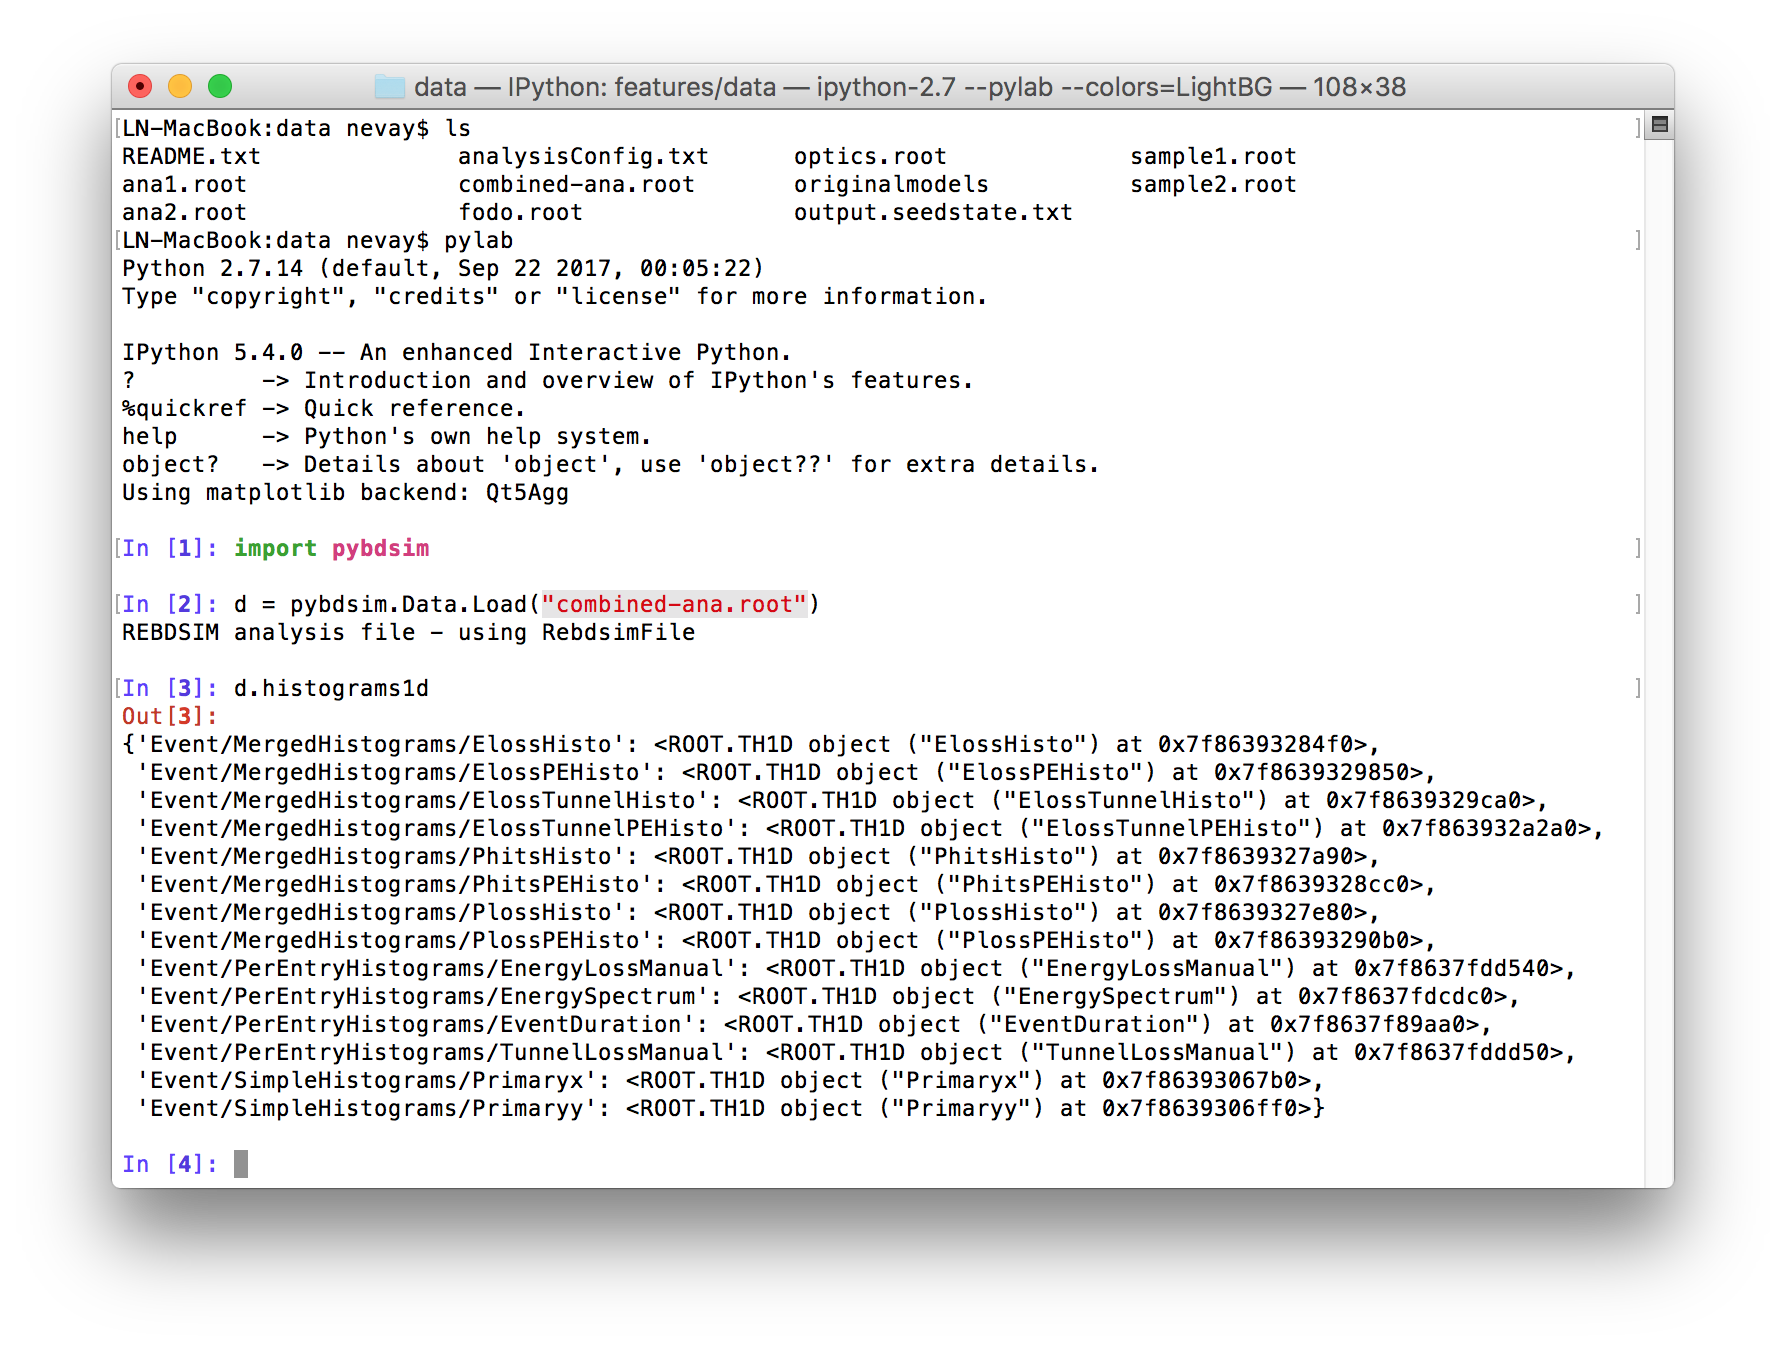 data — IPython: features/data — ipython-2.7 --pylab --colors=LightBG — 108×38
[LN-MacBook:data nevay$ ls ]
README.txt analysisConfig.txt optics.root sample1.root
ana1.root combined-ana.root originalmodels sample2.root
ana2.root fodo.root output.seedstate.txt
[LN-MacBook:data nevay$ pylab ]
Python 2.7.14 (default, Sep 22 2017, 00:05:22)
Type "copyright", "credits" or "license" for more information.
IPython 5.4.0 -- An enhanced Interactive Python.
? -> Introduction and overview of IPython's features.
%quickref -> Quick reference.
help -> Python's own help system.
object? -> Details about 'object', use 'object??' for extra details.
Using matplotlib backend: Qt5Agg
[In [1]: import pybdsim ]
[In [2]: d = pybdsim.Data.Load("combined-ana.root") ]
REBDSIM analysis file - using RebdsimFile
[In [3]: d.histograms1d ]
Out[3]:
{'Event/MergedHistograms/ElossHisto': <ROOT.TH1D object ("ElossHisto") at 0x7f86393284f0>,
'Event/MergedHistograms/ElossPEHisto': <ROOT.TH1D object ("ElossPEHisto") at 0x7f8639329850>,
'Event/MergedHistograms/ElossTunnelHisto': <ROOT.TH1D object ("ElossTunnelHisto") at 0x7f8639329ca0>,
'Event/MergedHistograms/ElossTunnelPEHisto': <ROOT.TH1D object ("ElossTunnelPEHisto") at 0x7f863932a2a0>,
'Event/MergedHistograms/PhitsHisto': <ROOT.TH1D object ("PhitsHisto") at 0x7f8639327a90>,
'Event/MergedHistograms/PhitsPEHisto': <ROOT.TH1D object ("PhitsPEHisto") at 0x7f8639328cc0>,
'Event/MergedHistograms/PlossHisto': <ROOT.TH1D object ("PlossHisto") at 0x7f8639327e80>,
'Event/MergedHistograms/PlossPEHisto': <ROOT.TH1D object ("PlossPEHisto") at 0x7f86393290b0>,
'Event/PerEntryHistograms/EnergyLossManual': <ROOT.TH1D object ("EnergyLossManual") at 0x7f8637fdd540>,
'Event/PerEntryHistograms/EnergySpectrum': <ROOT.TH1D object ("EnergySpectrum") at 0x7f8637fdcdc0>,
'Event/PerEntryHistograms/EventDuration': <ROOT.TH1D object ("EventDuration") at 0x7f8637f89aa0>,
'Event/PerEntryHistograms/TunnelLossManual': <ROOT.TH1D object ("TunnelLossManual") at 0x7f8637fddd50>,
'Event/SimpleHistograms/Primaryx': <ROOT.TH1D object ("Primaryx") at 0x7f86393067b0>,
'Event/SimpleHistograms/Primaryy': <ROOT.TH1D object ("Primaryy") at 0x7f8639306ff0>}
In [4]: